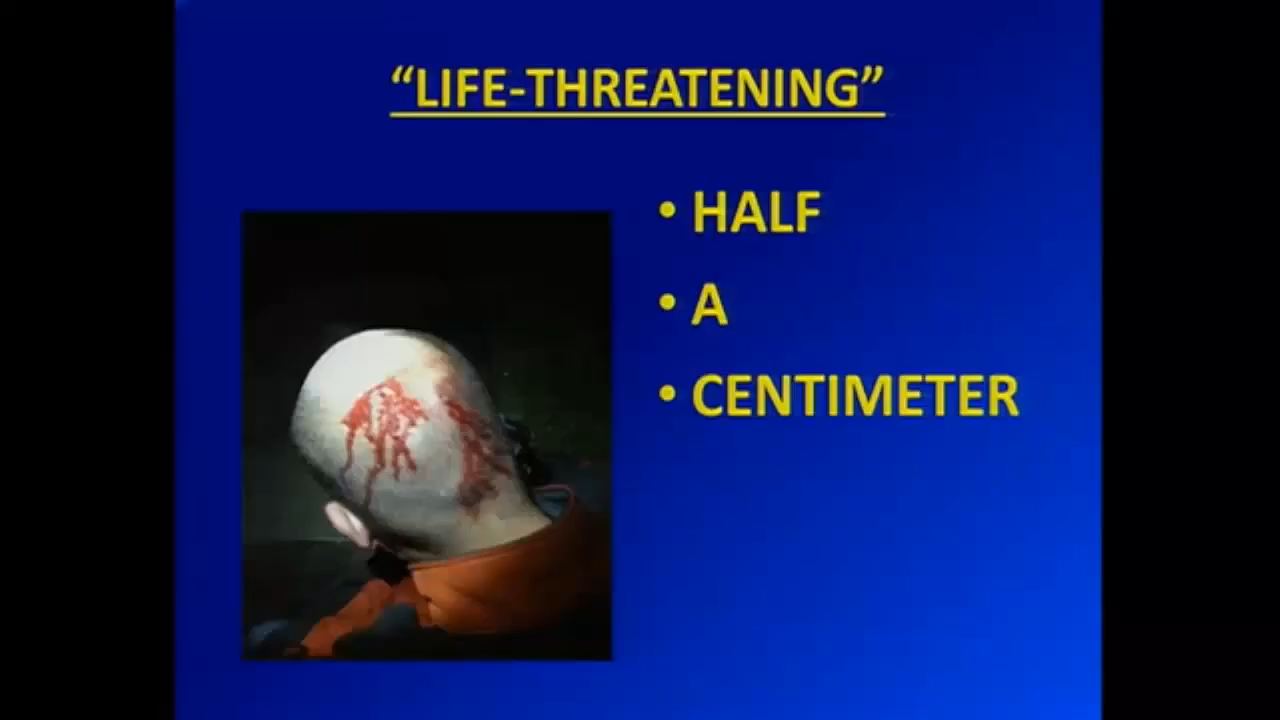 “LIFE-THREATENING”
• HALF
• A
• CENTIMETER